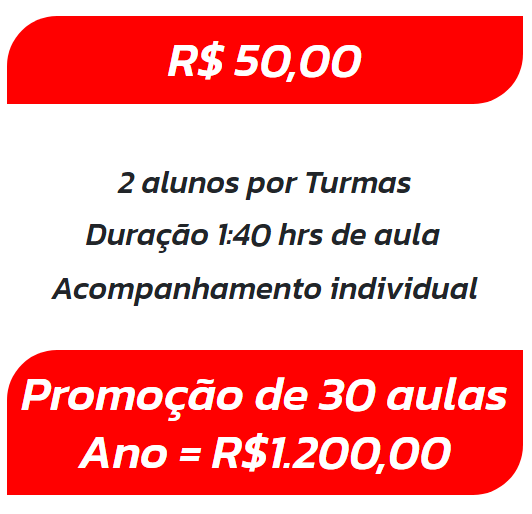 R$ 50,00
2 alunos por Turmas
Duração 1:40 hrs de aula
Acompanhamento individual
Promoção de 30 aulas
Ano = R$1.200,00